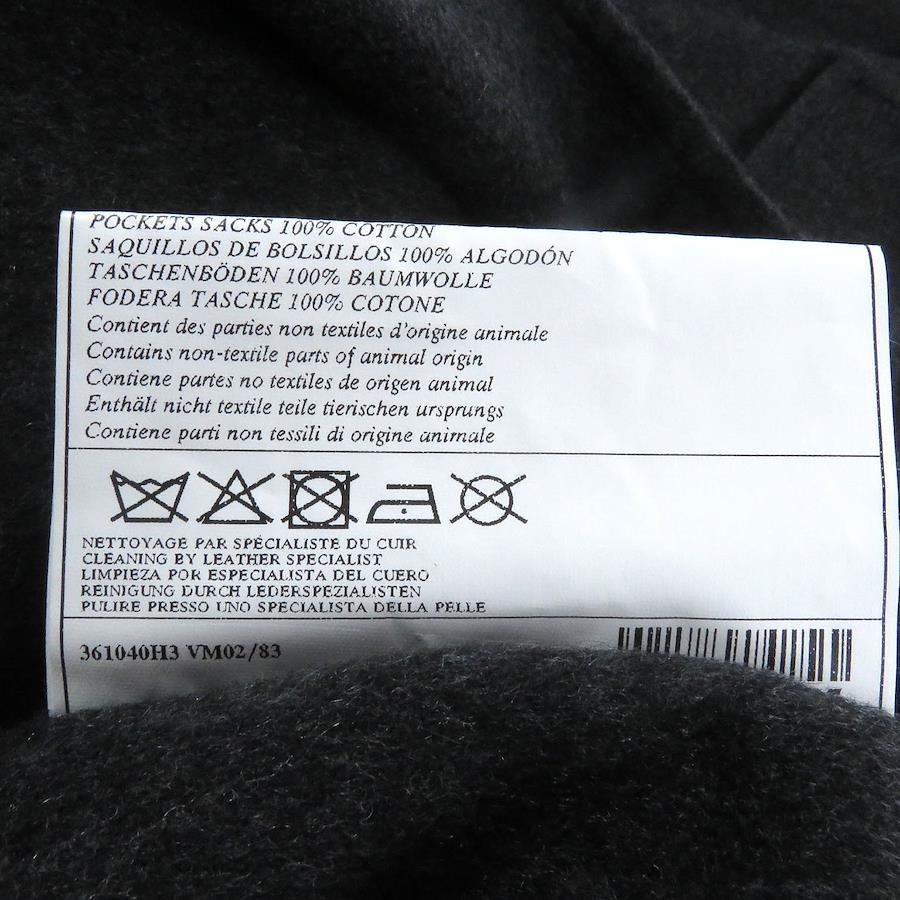 POCKETS SACKS 100% COTTON
SAQUILLOS DE BOLSILLOS 100% ALGODÓN
TASCHENBÖDEN 100% BAUMWOLLE
FODERA TASCHE 100% COTONE
Contient des parties non textiles d'origine animale
Contains non-textile parts of animal origin
Contiene partes no textiles de origen animal
Enthält nicht textile teile tierischen ursprungs
Contiene parti non tessili di origine animale
NETTOYAGE PAR SPÉCIALISTE DU CUIR
CLEANING BY LEATHER SPECIALIST
LIMPIEZA POR ESPECIALISTA DEL CUERO
REINIGUNG DURCH LEDERSPEZIALISTEN
PULIRE PRESSO UNO SPECIALISTA DELLA PELLE
361040H3 VM02/83